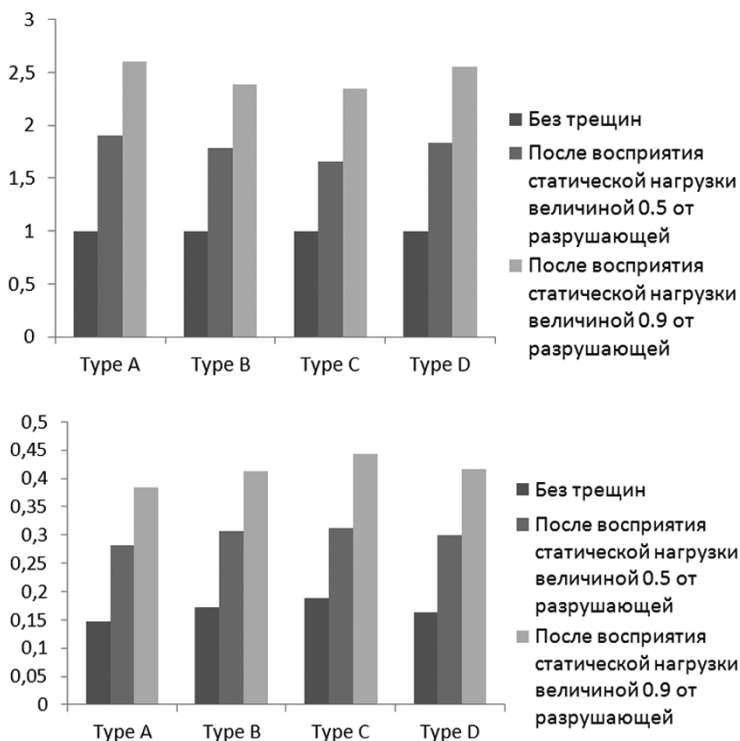 3
2,5
2
1,5
1
0,5
0
Type A
Type B
Type C
Type D
Без трещин
После восприятия
статической нагрузки
величиной 0.5 от
разрушающей
После восприятия
статической нагрузки
величиной 0.9 от
разрушающей
0,5
0,45
0,4
0,35
0,3
0,25
0,2
0,15
0,1
0,05
0
Type A
Type B
Type C
Type D
Без трещин
После восприятия
статической нагрузки
величиной 0.5 от
разрушающей
После восприятия
статической нагрузки
величиной 0.9 от
разрушающей